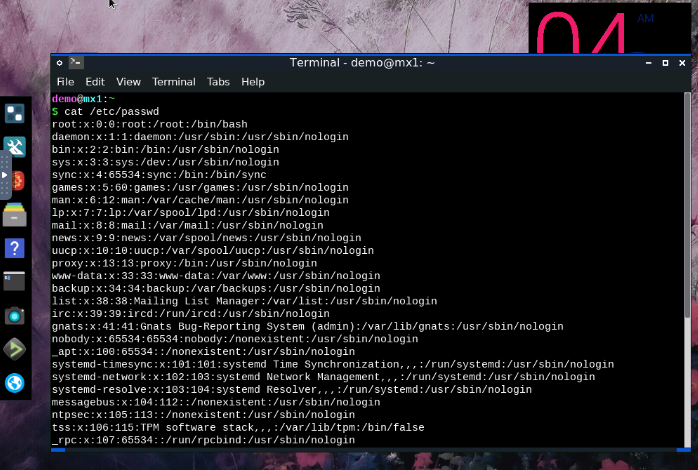 04 AM
Terminal - demo@mx1: ~
File Edit View Terminal Tabs Help
demo@mx1:~
$ cat /etc/passwd
root:x:0:0:root:/root:/bin/bash
daemon:x:1:1:daemon:/usr/sbin:/usr/sbin/nologin
bin:x:2:2:bin:/bin:/usr/sbin/nologin
sys:x:3:3:sys:/dev:/usr/sbin/nologin
sync:x:4:65534:sync:/bin:/bin/sync
games:x:5:60:games:/usr/games:/usr/sbin/nologin
man:x:6:12:man:/var/cache/man:/usr/sbin/nologin
lp:x:7:7:lp:/var/spool/lpd:/usr/sbin/nologin
mail:x:8:8:mail:/var/mail:/usr/sbin/nologin
news:x:9:9:news:/var/spool/news:/usr/sbin/nologin
uucp:x:10:10:uucp:/var/spool/uucp:/usr/sbin/nologin
proxy:x:13:13:proxy:/bin:/usr/sbin/nologin
www-data:x:33:33:www-data:/var/www:/usr/sbin/nologin
backup:x:34:34:backup:/var/backups:/usr/sbin/nologin
list:x:38:38:Mailing List Manager:/var/list:/usr/sbin/nologin
irc:x:39:39:ircd:/run/ircd:/usr/sbin/nologin
gnats:x:41:41:Gnats Bug-Reporting System (admin):/var/lib/gnats:/usr/sbin/nologin
nobody:x:65534:65534:nobody:/nonexistent:/usr/sbin/nologin
_apt:x:100:65534::/nonexistent:/usr/sbin/nologin
systemd-timesync:x:101:101:systemd Time Synchronization,,,:/run/systemd:/usr/sbin/nologin
systemd-network:x:102:103:systemd Network Management,,,:/run/systemd:/usr/sbin/nologin
systemd-resolve:x:103:104:systemd Resolver,,,:/run/systemd:/usr/sbin/nologin
messagebus:x:104:112::/nonexistent:/usr/sbin/nologin
ntpsec:x:105:113::/nonexistent:/usr/sbin/nologin
tss:x:106:115:TPM software stack,,,:/var/lib/tpm:/bin/false
_rpc:x:107:65534::/run/rpcbind:/usr/sbin/nologin